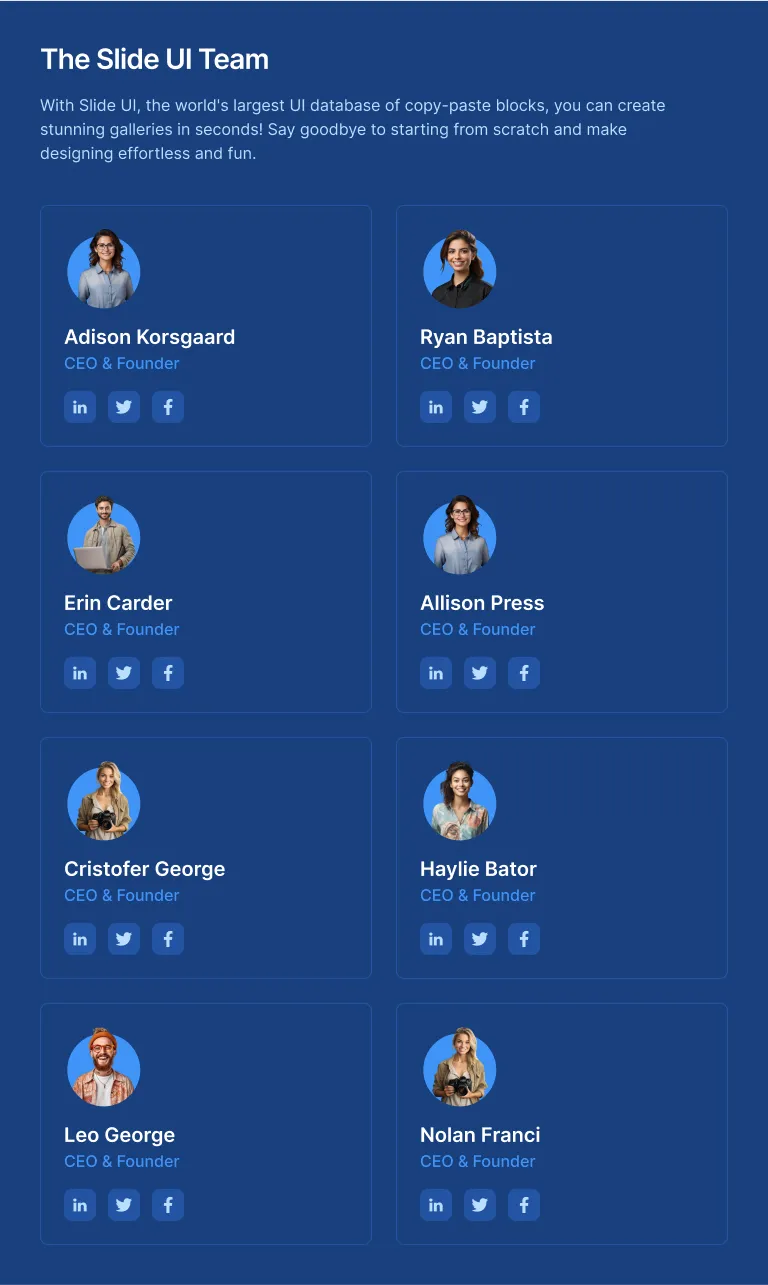 The Slide UI Team
With Slide UI, the world's largest UI database of copy-paste blocks, you can create
stunning galleries in seconds! Say goodbye to starting from scratch and make
designing effortless and fun.
Adison Korsgaard
CEO & Founder
in
Ryan Baptista
CEO & Founder
in
Erin Carder
CEO & Founder
in
Allison Press
CEO & Founder
in
Cristofer George
CEO & Founder
in
Haylie Bator
CEO & Founder
in
Leo George
CEO & Founder
in
Nolan Franci
CEO & Founder
in